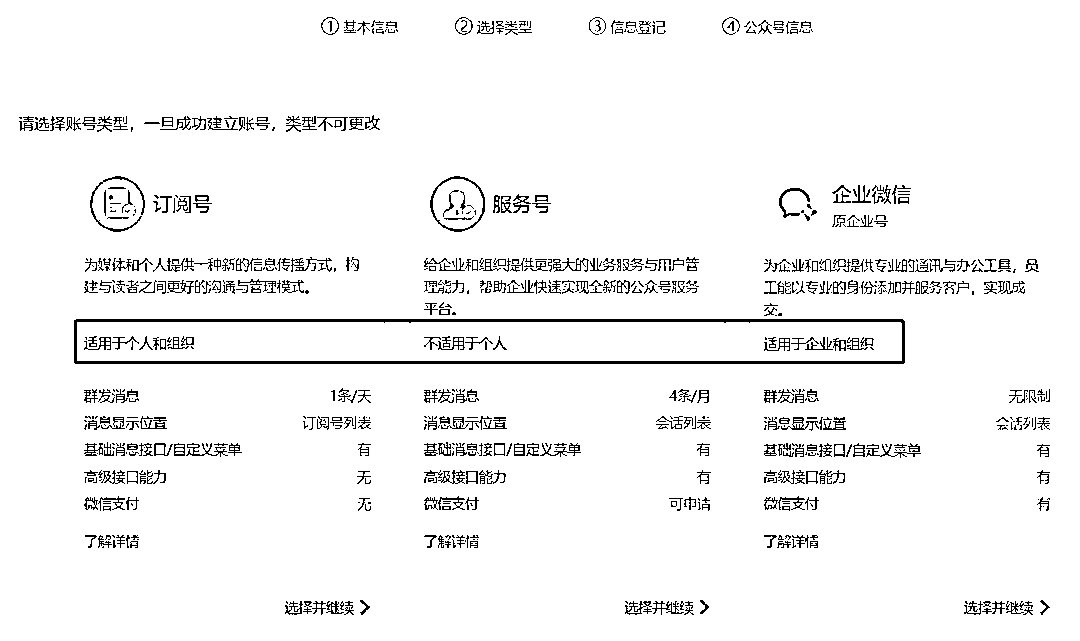 ① 基本信息 ② 选择类型 ③ 信息登记 ④ 公众号信息
请选择账号类型，一旦成功建立账号，类型不可更改
订阅号
为媒体和个人提供一种新的信息传播方式，构
建与读者之间更好的沟通与管理模式。
适用于个人和组织
群发消息 1条/天
消息显示位置 订阅号列表
基础消息接口/自定义菜单 有
高级接口能力 无
微信支付 无
了解详情
选择并继续
服务号
给企业和组织提供更强大的业务服务与用户管
理能力，帮助企业快速实现全新的公众号服务
平台。
不适用于个人
群发消息 4条/月
消息显示位置 会话列表
基础消息接口/自定义菜单 有
高级接口能力 有
微信支付 可申请
了解详情
选择并继续
企业微信
原企业号
为企业和组织提供专业的通讯与办公工具，员
工能以专业的身份添加并服务客户，实现成
交。
适用于企业和组织
群发消息 无限制
消息显示位置 会话列表
基础消息接口/自定义菜单 有
高级接口能力 有
微信支付 有
了解详情
选择并继续